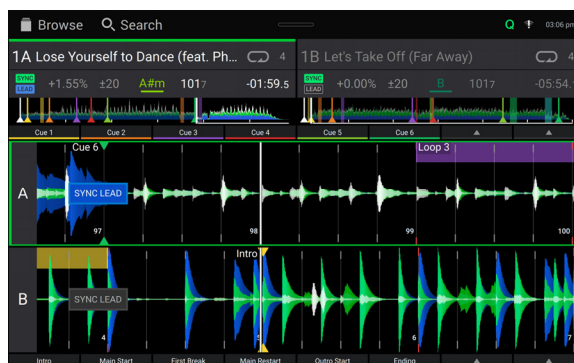 Browse Search Q 03:06 pm
1A Lose Yourself to Dance (feat. Ph... 4
1B Let's Take Off (Far Away) 4
SYNC LEAD +1.55% ±20 A#m 1017 -01:59.5
SYNC LEAD +0.00% ±20 B 1017 -05:54.
Cue 1 Cue 2 Cue 3 Cue 4 Cue 5 Cue 6
Cue 6 Loop 3
A SYNC LEAD
97 98 99 100
Intro
B SYNC LEAD
4 5 6 7
Intro Main Start First Break Main Restart Outro Start Ending